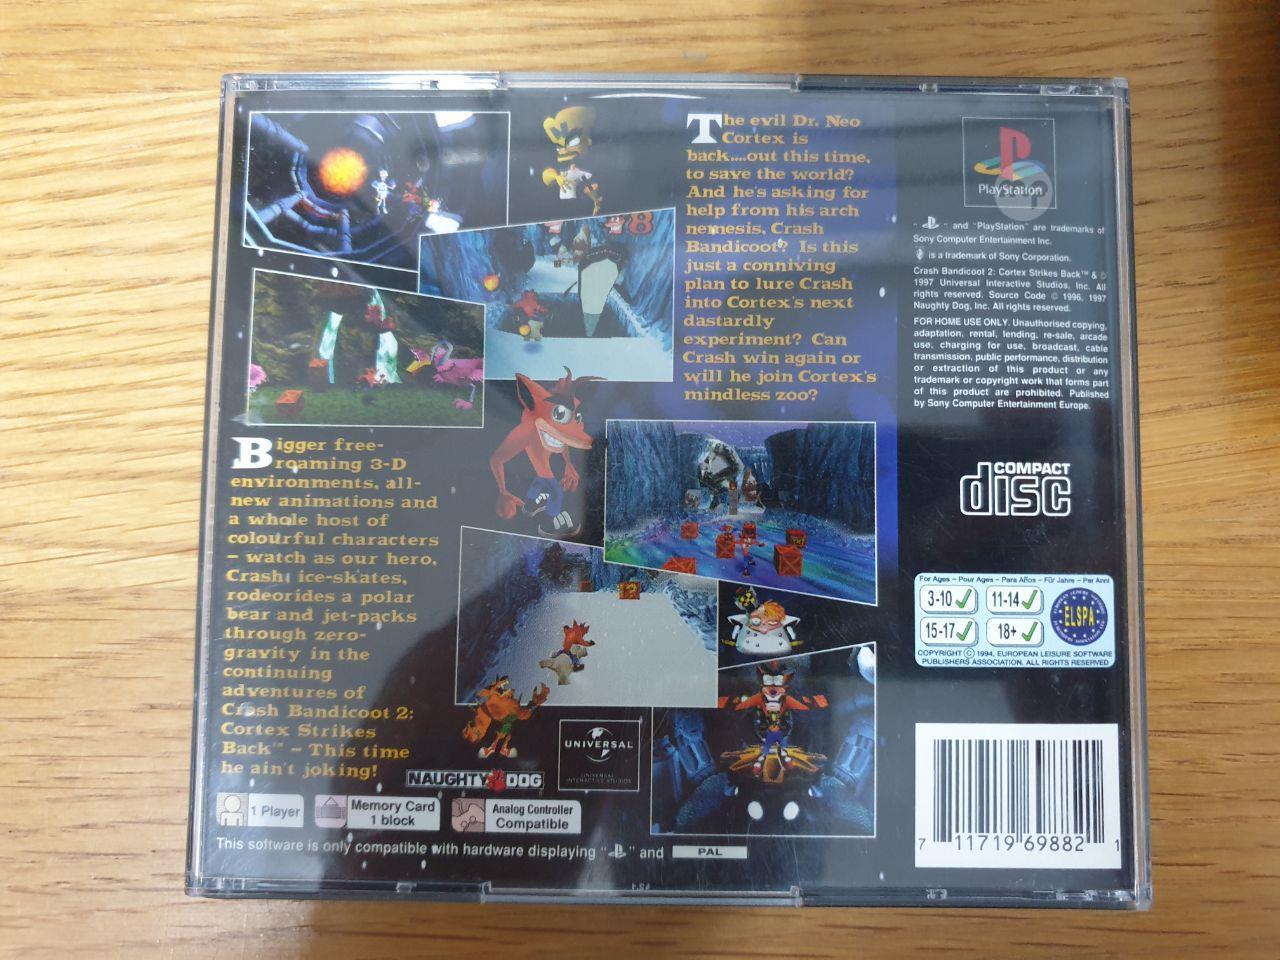 The evil Dr. Neo
Cortex is
back....out this time,
to save the world?
And he's asking for
help from his arch
nemesis, Crash
Bandicoot? Is this
just a conniving
plan to lure Crash
into Cortex's next
dastardly
experiment? Can
Crash win again or
will he join Cortex's
mindless zoo?
48
Bigger free-
roaming 3-D
environments, all-
new animations and
a whole host of
colourful characters
– watch as our hero,
Crash, ice-skates,
rodeorides a polar
bear and jet-packs
through zero-
gravity in the
continuing
adventures of
Crash Bandicoot 2:
Cortex Strikes
Back™ – This time
he ain't joking!
NAUGHTY DOG
UNIVERSAL
UNIVERSAL
INTERACTIVE STUDIOS
1 Player
Memory Card
1 block
Analog Controller
Compatible
This software is only compatible with hardware displaying " " and PAL
PlayStation
" " and "PlayStation" are trademarks of
Sony Computer Entertainment Inc.
is a trademark of Sony Corporation.
Crash Bandicoot 2: Cortex Strikes Back™ & ©
1997 Universal Interactive Studios, Inc. All
rights reserved. Source Code © 1996, 1997
Naughty Dog, Inc. All rights reserved.
FOR HOME USE ONLY. Unauthorised copying,
adaptation, rental, lending, re-sale, arcade
use, charging for use, broadcast, cable
transmission, public performance, distribution
or extraction of this product or any
trademark or copyright work that forms part
of this product are prohibited. Published
by Sony Computer Entertainment Europe.
COMPACT
disc
For Ages – Pour Ages – Para Años – Für Jahre – Per Anni
3-10 11-14
15-17 18+
ELSPA
COPYRIGHT © 1994, EUROPEAN LEISURE SOFTWARE
PUBLISHERS ASSOCIATION. ALL RIGHTS RESERVED
7 11719 69882 1